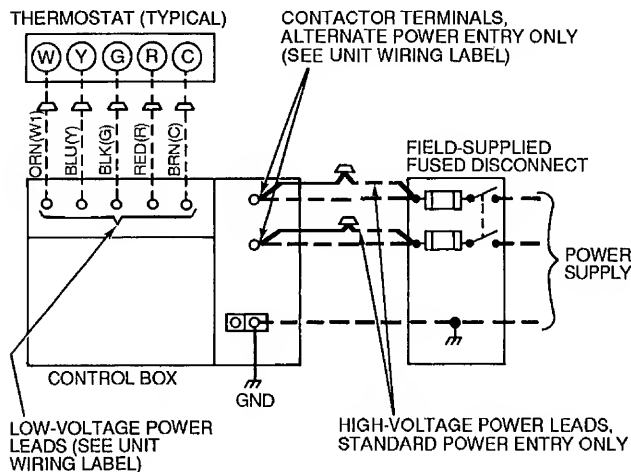 THERMOSTAT (TYPICAL)
W Y G R C
ORN(W1)
BLU(Y)
BLK(G)
RED(R)
BRN(C)
CONTACTOR TERMINALS,
ALTERNATE POWER ENTRY ONLY
(SEE UNIT WIRING LABEL)
FIELD-SUPPLIED
FUSED DISCONNECT
POWER
SUPPLY
CONTROL BOX
GND
LOW-VOLTAGE POWER
LEADS (SEE UNIT
WIRING LABEL)
HIGH-VOLTAGE POWER LEADS,
STANDARD POWER ENTRY ONLY